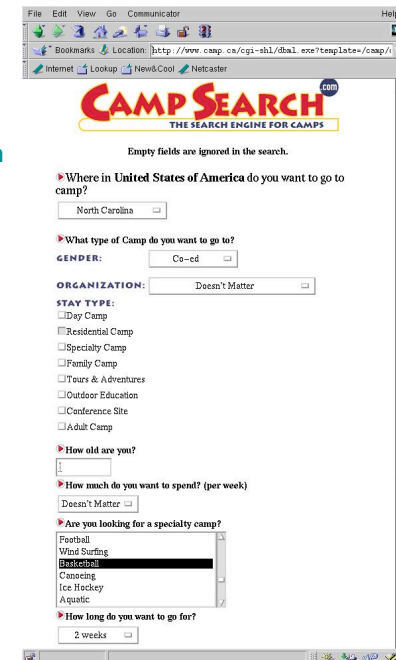 File Edit View Go Communicator Help
Bookmarks Location: http://www.camp.ca/cgi-shl/dbml.exe?template=/camp/
Internet Lookup New&Cool Netcaster
CAMP SEARCH .com
THE SEARCH ENGINE FOR CAMPS
Empty fields are ignored in the search.
Where in United States of America do you want to go to
camp?
North Carolina
What type of Camp do you want to go to?
GENDER: Co-ed
ORGANIZATION: Doesn't Matter
STAY TYPE:
Day Camp
Residential Camp
Specialty Camp
Family Camp
Tours & Adventures
Outdoor Education
Conference Site
Adult Camp
How old are you?
How much do you want to spend? (per week)
Doesn't Matter
Are you looking for a specialty camp?
Football
Wind Surfing
Basketball
Canoeing
Ice Hockey
Aquatic
How long do you want to go for?
2 weeks